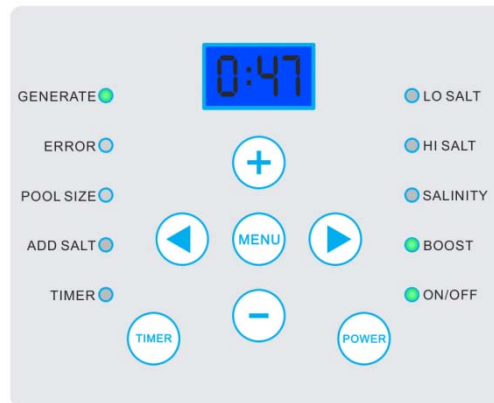 0:47
GENERATE
LO SALT
ERROR
HI SALT
+
POOL SIZE
SALINITY
ADD SALT
MENU
BOOST
TIMER
−
ON/OFF
TIMER
POWER